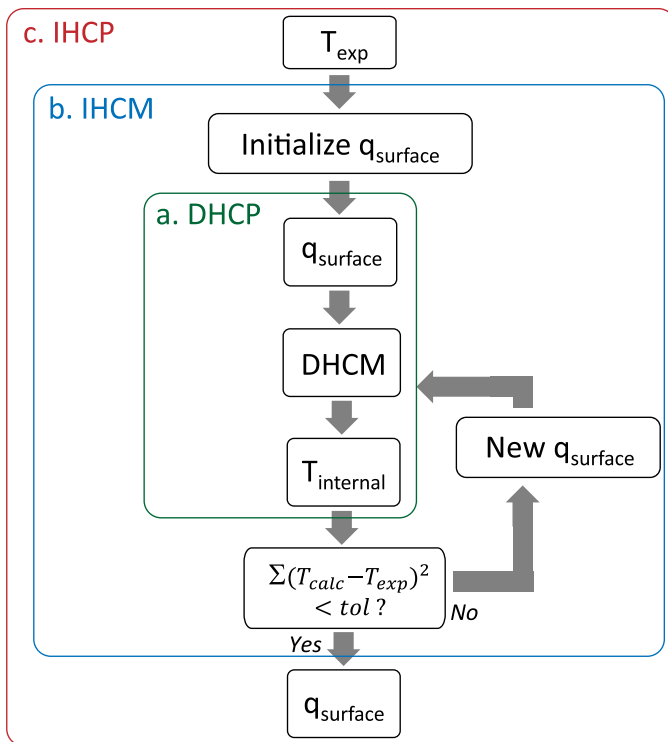 c. IHCP
T_exp
b. IHCM
Initialize q_surface
a. DHCP
q_surface
DHCM
T_internal
New q_surface
Σ(T_calc−T_exp)²
< tol ?
No
Yes
q_surface